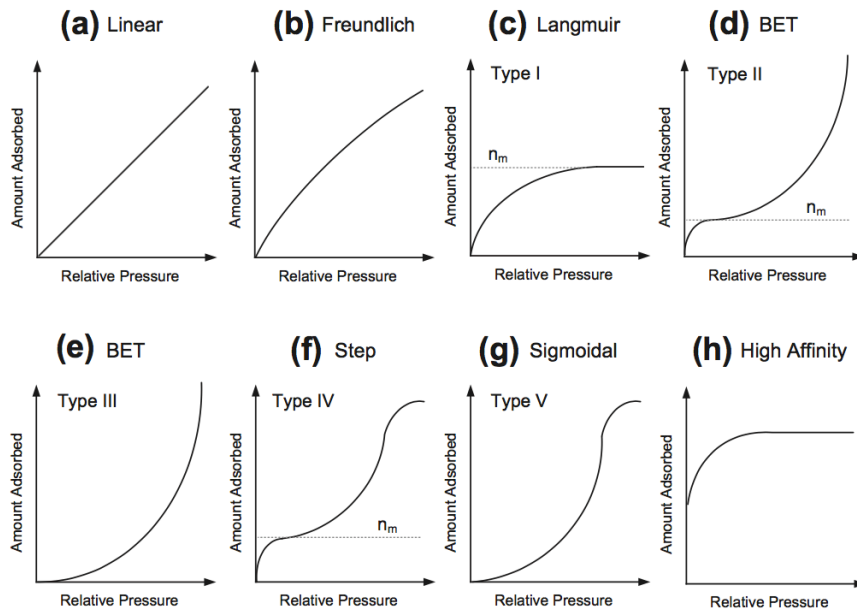 (a) Linear
Amount Adsorbed
Relative Pressure
(b) Freundlich
Amount Adsorbed
Relative Pressure
(c) Langmuir
Type I
nm
Amount Adsorbed
Relative Pressure
(d) BET
Type II
nm
Amount Adsorbed
Relative Pressure
(e) BET
Type III
Amount Adsorbed
Relative Pressure
(f) Step
Type IV
nm
Amount Adsorbed
Relative Pressure
(g) Sigmoidal
Type V
Amount Adsorbed
Relative Pressure
(h) High Affinity
Amount Adsorbed
Relative Pressure